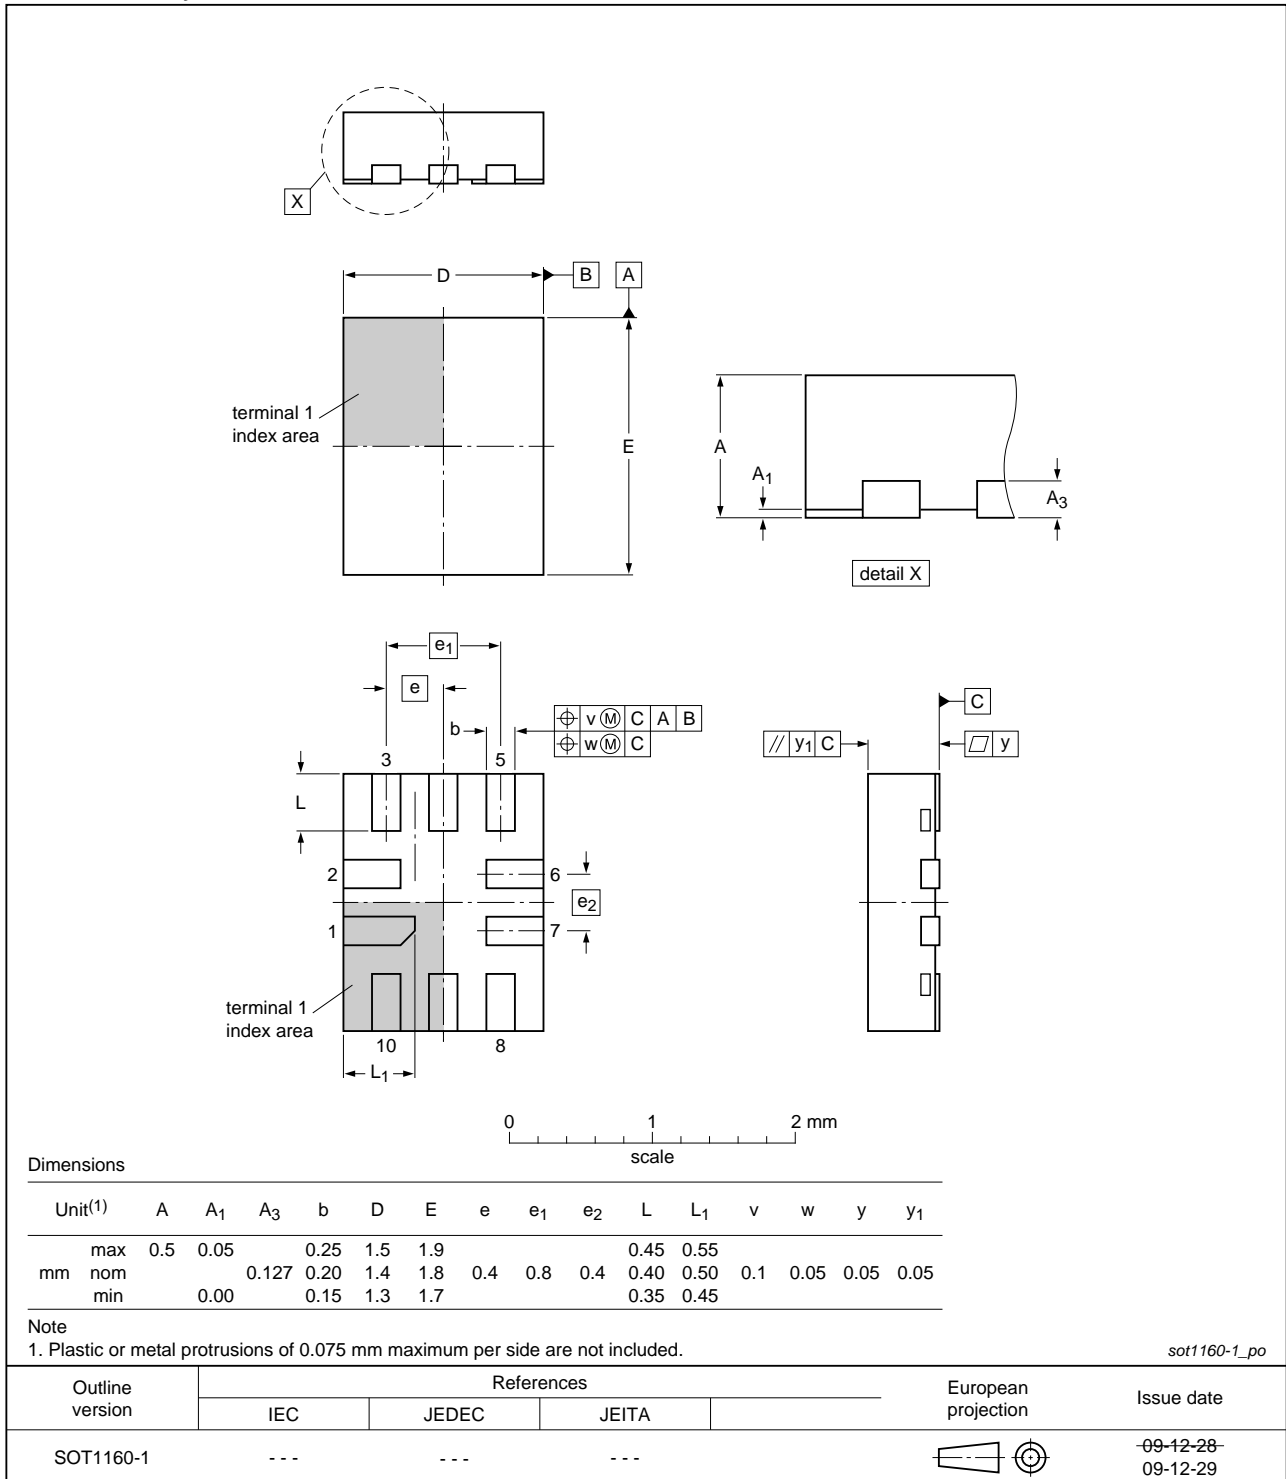 X
D
B
A
terminal 1
index area
E
A
A1
A3
detail X
e1
e
b
v Ⓜ C A B
w Ⓜ C
3
5
L
2
6
e2
1
7
terminal 1
index area
10
8
L1
C
// y1 C
y
0 1 2 mm
scale
Dimensions
Unit(1) A A1 A3 b D E e e1 e2 L L1 v w y y1
max 0.5 0.05 0.25 1.5 1.9 0.45 0.55
mm nom 0.127 0.20 1.4 1.8 0.4 0.8 0.4 0.40 0.50 0.1 0.05 0.05 0.05
min 0.00 0.15 1.3 1.7 0.35 0.45
Note
1. Plastic or metal protrusions of 0.075 mm maximum per side are not included.
sot1160-1_po
Outline
version
References
IEC JEDEC JEITA
European
projection
Issue date
SOT1160-1 - - - - - - - - -
09-12-28
09-12-29